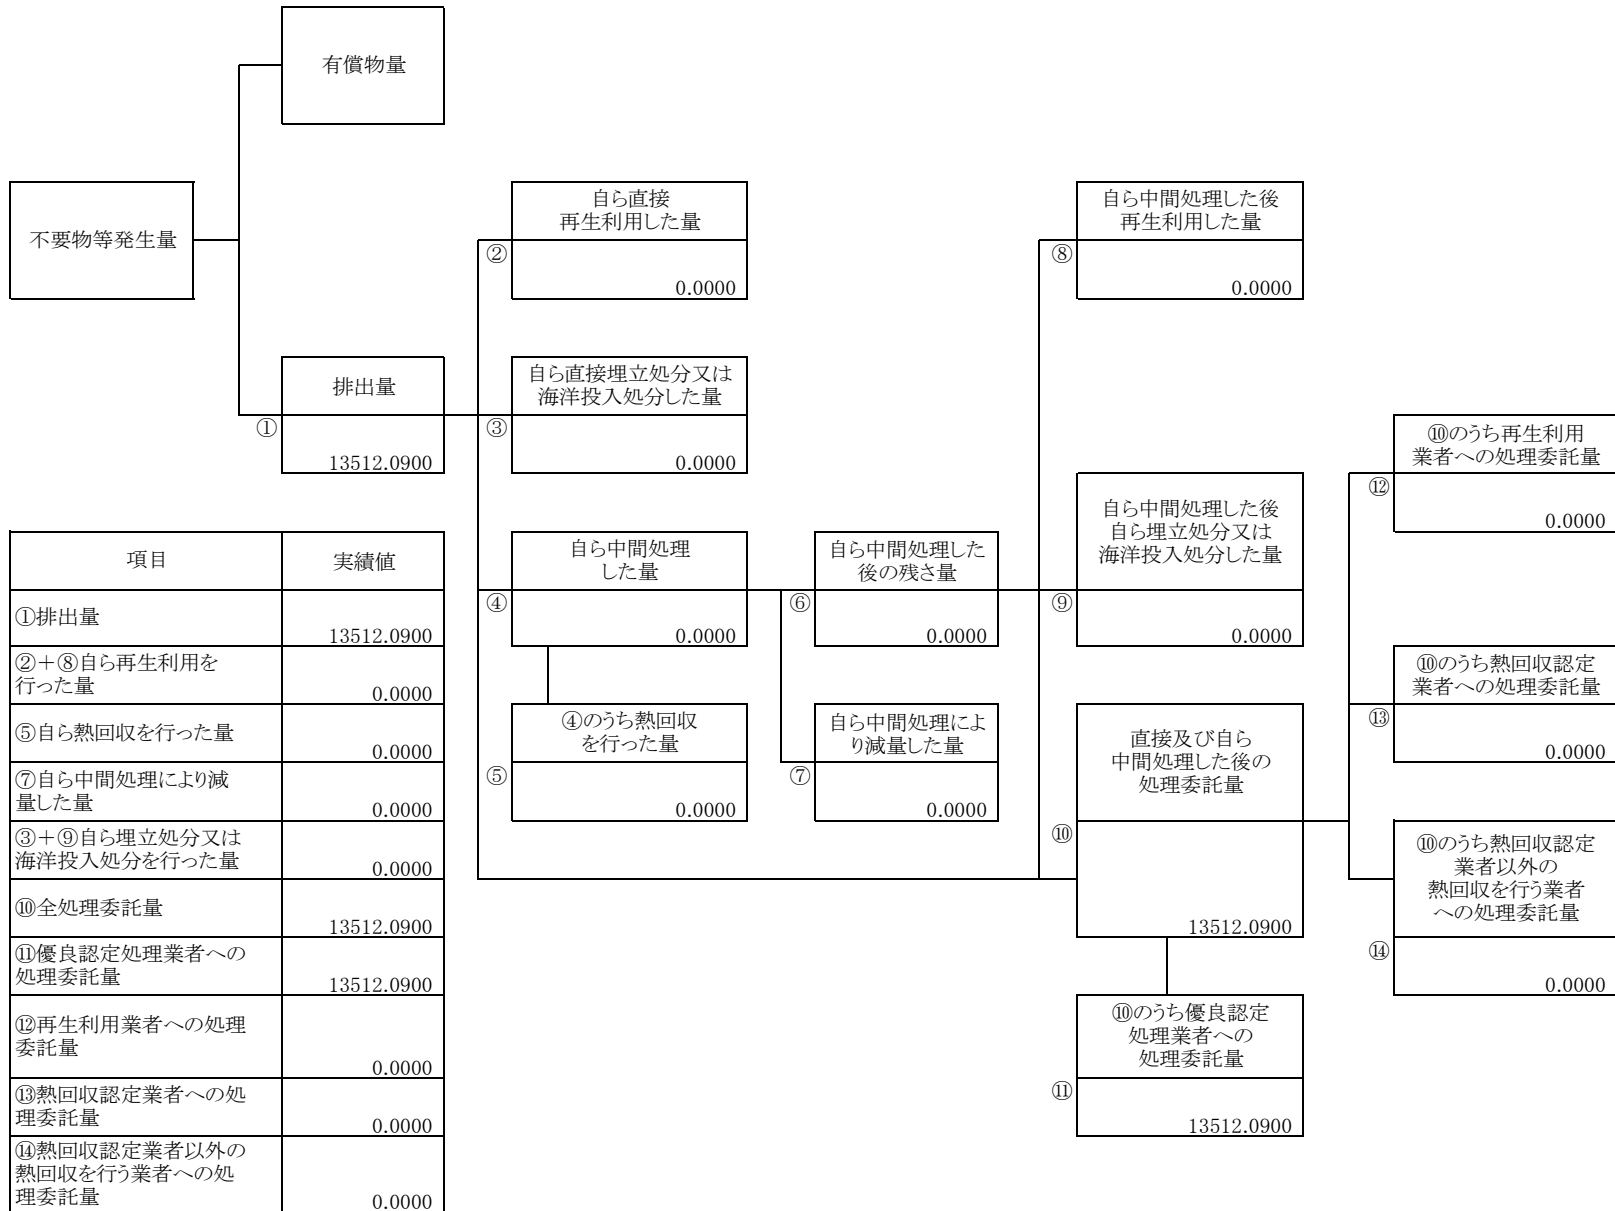 有償物量
不要物等発生量
自ら直接
再生利用した量
②
0.0000
自ら中間処理した後
再生利用した量
⑧
0.0000
排出量
①
13512.0900
自ら直接埋立処分又は
海洋投入処分した量
③
0.0000
⑩のうち再生利用
業者への処理委託量
⑫
0.0000
自ら中間処理した後
自ら埋立処分又は
海洋投入処分した量
⑨
0.0000
自ら中間処理
した量
④
0.0000
自ら中間処理した
後の残さ量
⑥
0.0000
⑩のうち熱回収認定
業者への処理委託量
⑬
0.0000
④のうち熱回収
を行った量
⑤
0.0000
自ら中間処理によ
り減量した量
⑦
0.0000
直接及び自ら
中間処理した後の
処理委託量
⑩
13512.0900
⑩のうち熱回収認定
業者以外の
熱回収を行う業者
への処理委託量
⑭
0.0000
⑩のうち優良認定
処理業者への
処理委託量
⑪
13512.0900
項目 実績値
①排出量
13512.0900
②＋⑧自ら再生利用を
行った量
0.0000
⑤自ら熱回収を行った量
0.0000
⑦自ら中間処理により減
量した量
0.0000
③＋⑨自ら埋立処分又は
海洋投入処分を行った量
0.0000
⑩全処理委託量
13512.0900
⑪優良認定処理業者への
処理委託量
13512.0900
⑫再生利用業者への処理
委託量
0.0000
⑬熱回収認定業者への処
理委託量
0.0000
⑭熱回収認定業者以外の
熱回収を行う業者への処
理委託量
0.0000